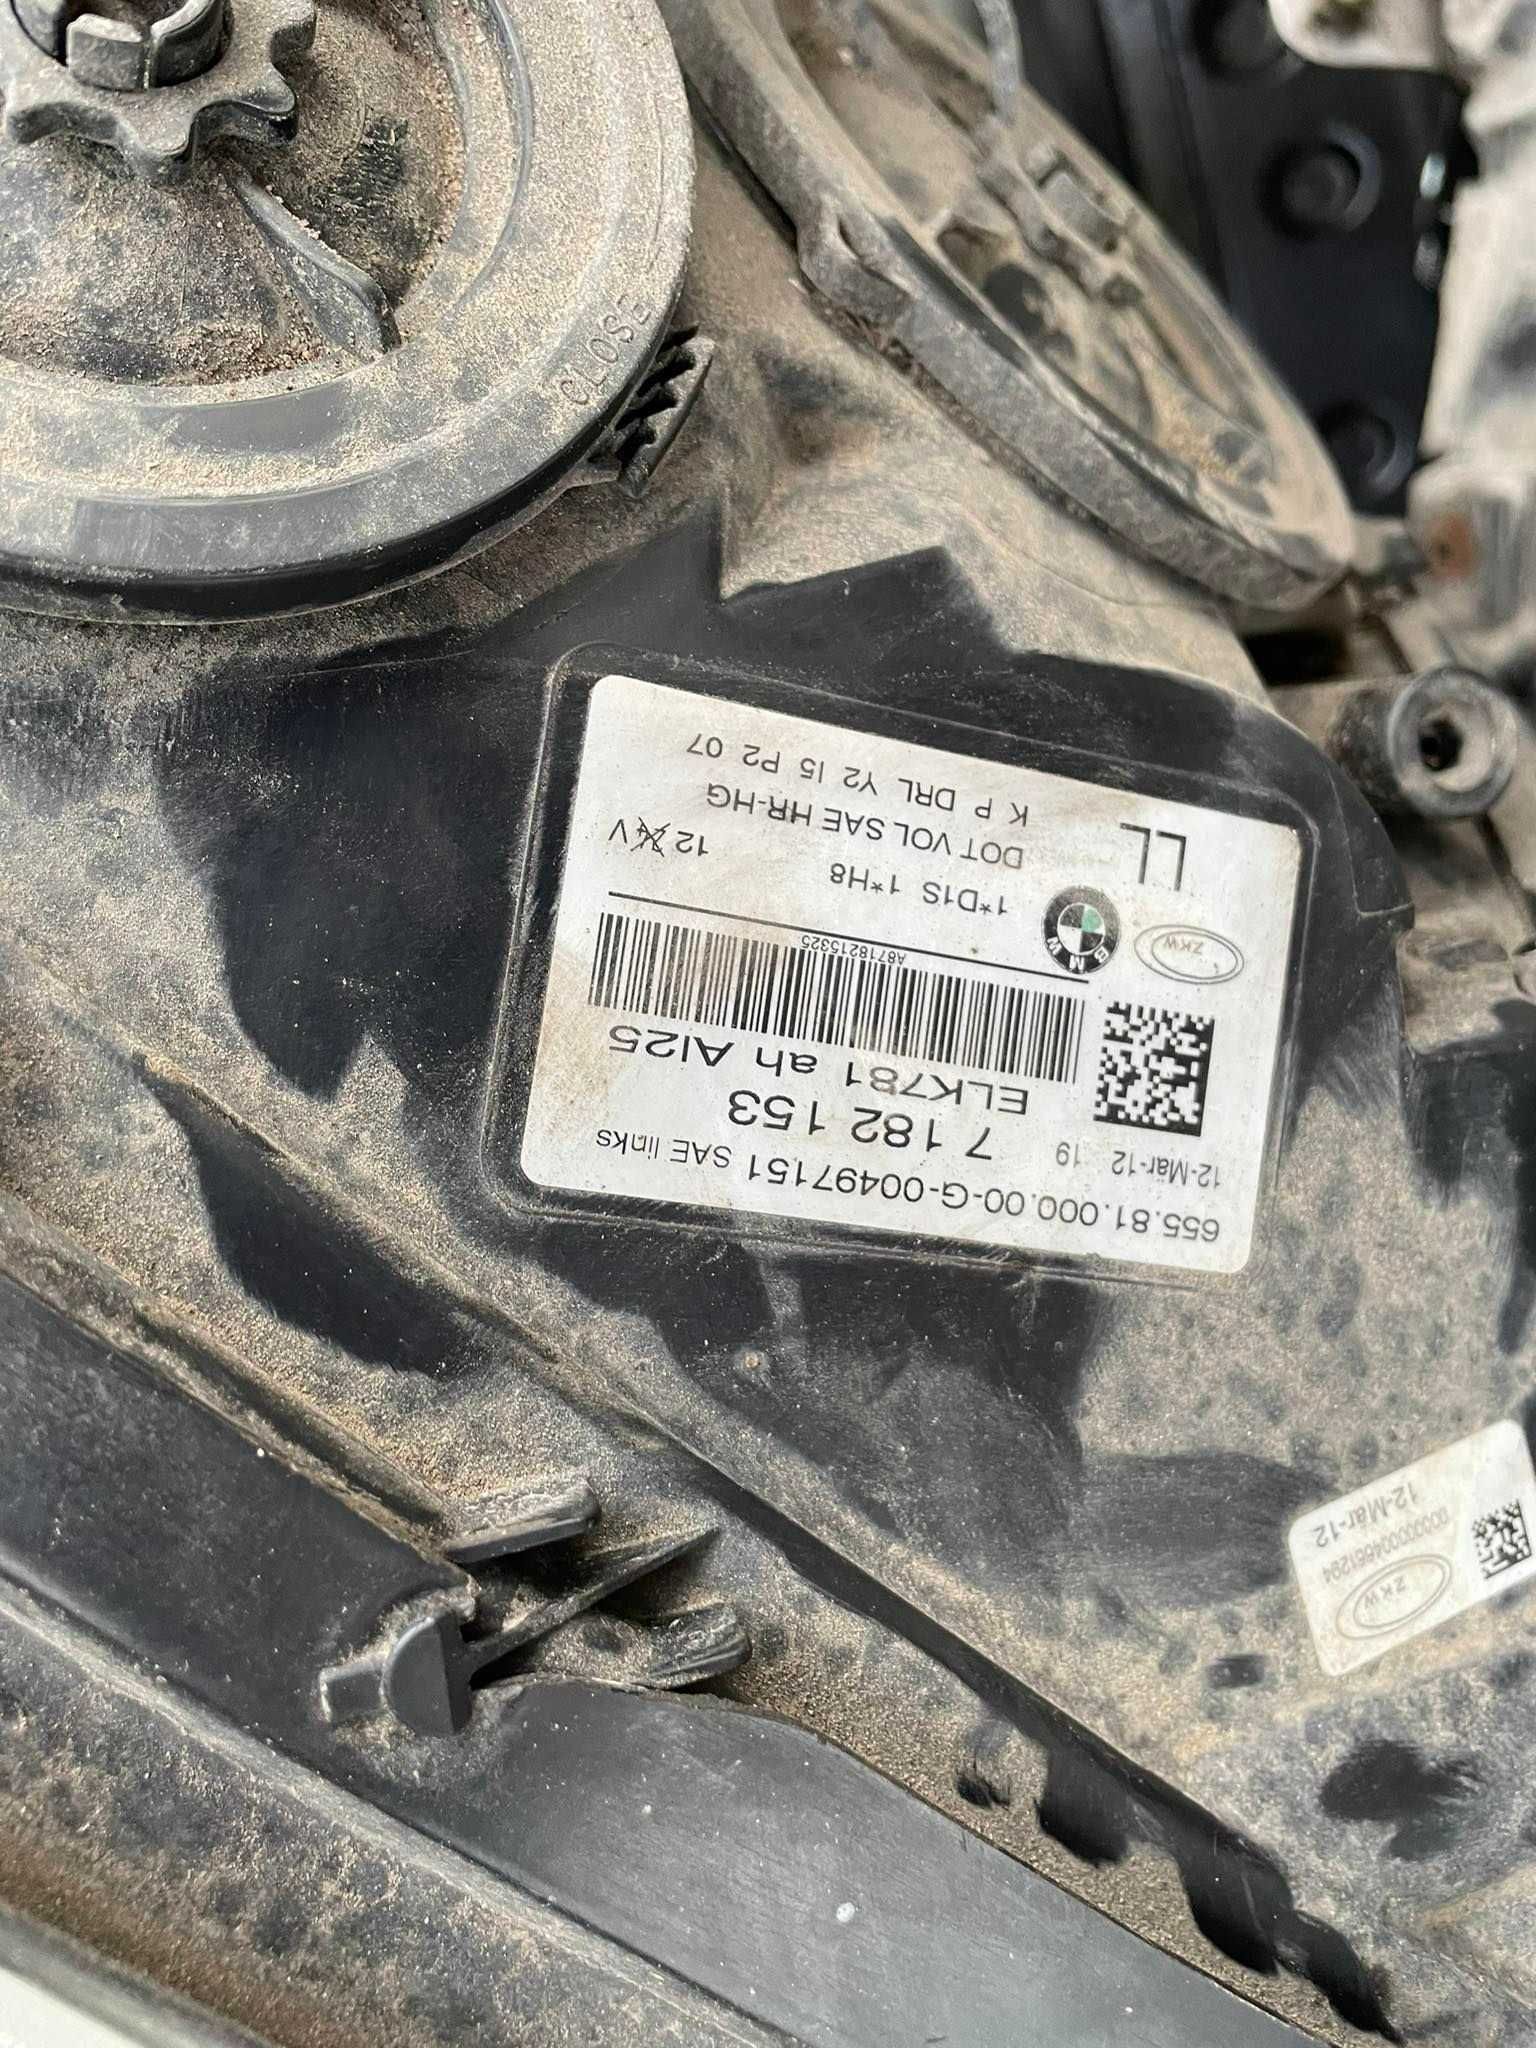 CLOSE
655.81.000.00-G-00497151 SAE links
12-Mär-12 19
7 182 153
ELK781 ah AI25
A8718215325
ZKW
BMW
1*D1S 1*H8
12 V
LL
DOT VOL SAE HR-HG
K P DRL Y2 I5 P2 07
ZKW
12-Mär-12